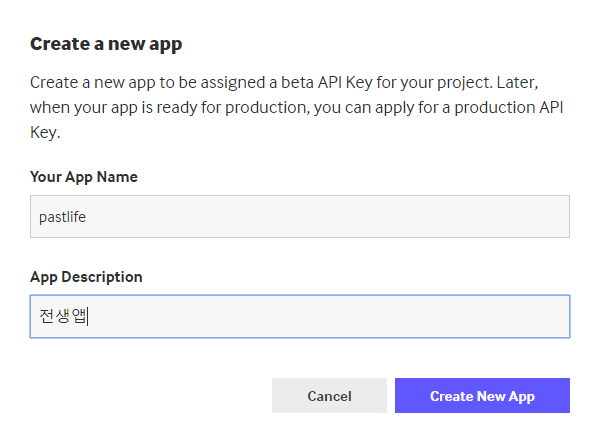 Create a new app
Create a new app to be assigned a beta API Key for your project. Later,
when your app is ready for production, you can apply for a production API
Key.
Your App Name
pastlife
App Description
전생앱
Cancel
Create New App